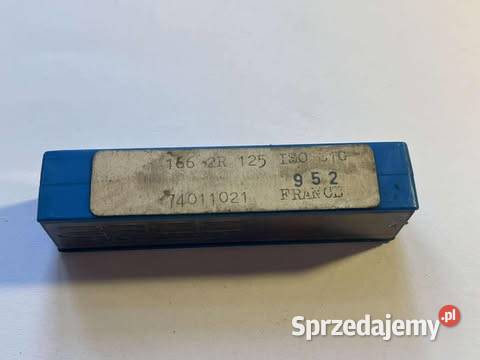 166 2R 125 ISO
952
74011021 FRANCE
Sprzedajemy.pl